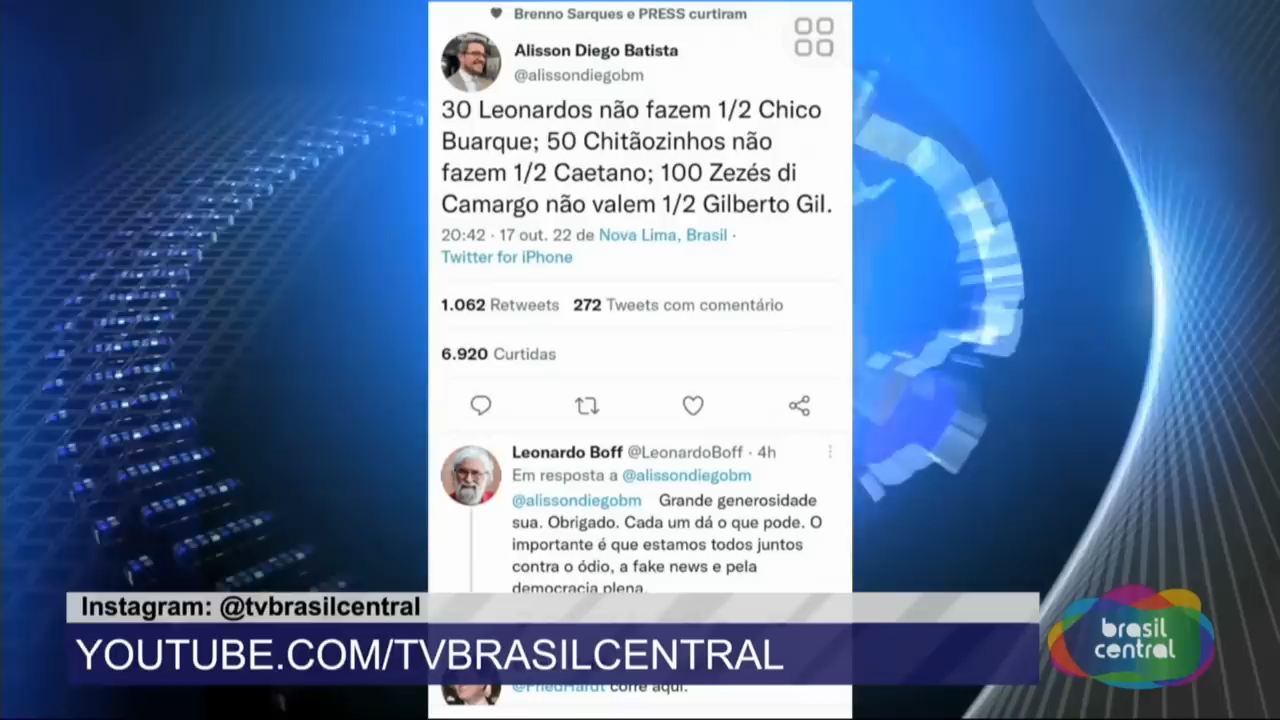 Brenno Sarques e PRESS curtiram
Alisson Diego Batista
@alissondiegobm
30 Leonardos não fazem 1/2 Chico
Buarque; 50 Chitãozinhos não
fazem 1/2 Caetano; 100 Zezés di
Camargo não valem 1/2 Gilberto Gil.
20:42 · 17 out. 22 de Nova Lima, Brasil ·
Twitter for iPhone
1.062 Retweets 272 Tweets com comentário
6.920 Curtidas
Leonardo Boff @LeonardoBoff · 4h
Em resposta a @alissondiegobm
@alissondiegobm Grande generosidade
sua. Obrigado. Cada um dá o que pode. O
importante é que estamos todos juntos
contra o ódio, a fake news e pela
democracia plena.
Instagram: @tvbrasilcentral
YOUTUBE.COM/TVBRASILCENTRAL
brasil
central
corre aqui.